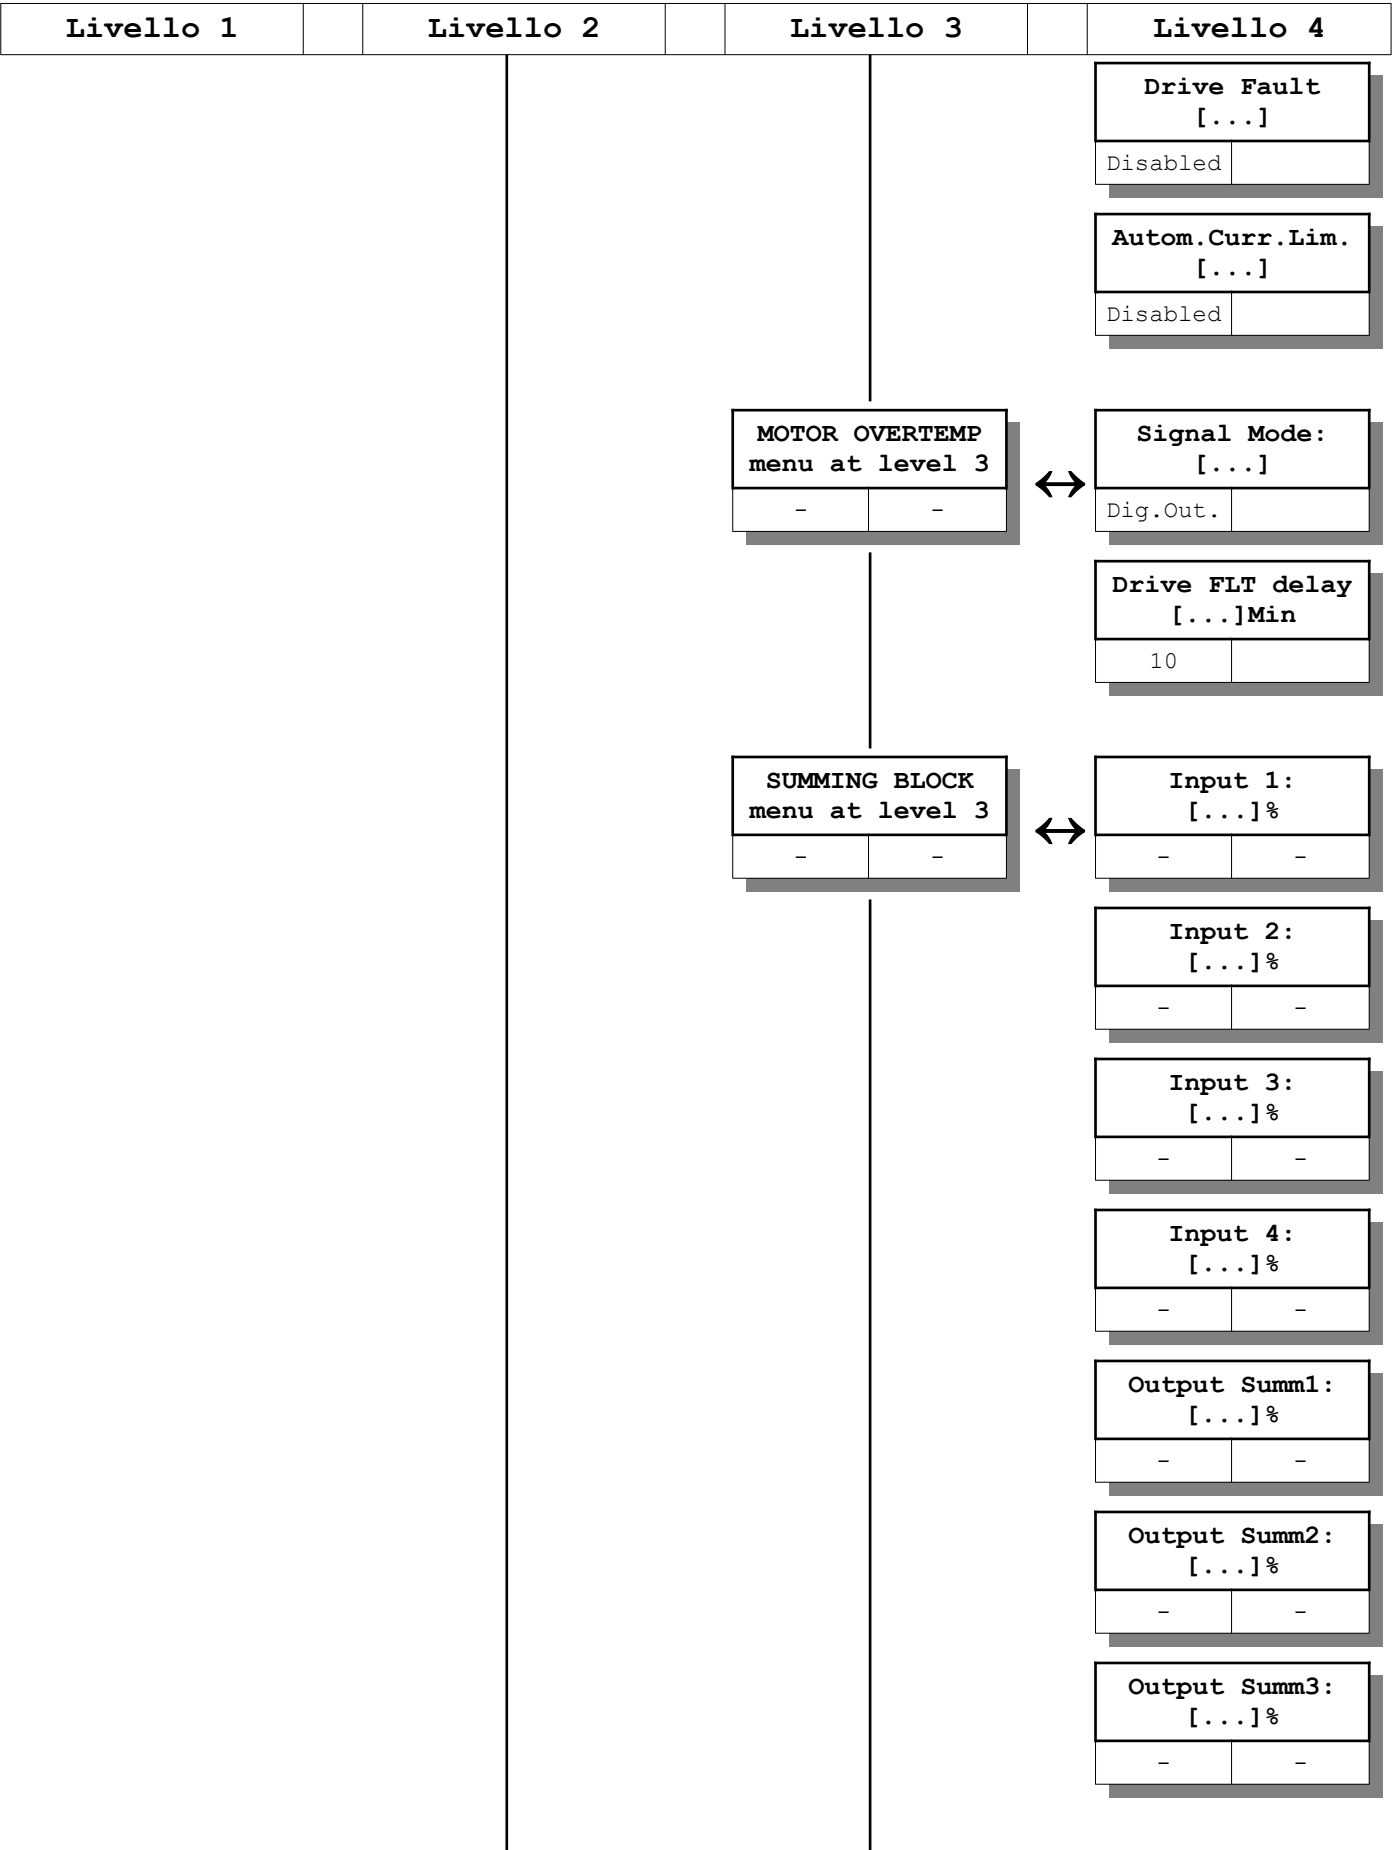 Livello 1 Livello 2 Livello 3 Livello 4
Drive Fault
[...]
Disabled
Autom.Curr.Lim.
[...]
Disabled
MOTOR OVERTEMP
menu at level 3
- -
Signal Mode:
[...]
Dig.Out.
Drive FLT delay
[...]Min
10
SUMMING BLOCK
menu at level 3
- -
Input 1:
[...]%
- -
Input 2:
[...]%
- -
Input 3:
[...]%
- -
Input 4:
[...]%
- -
Output Summ1:
[...]%
- -
Output Summ2:
[...]%
- -
Output Summ3:
[...]%
- -